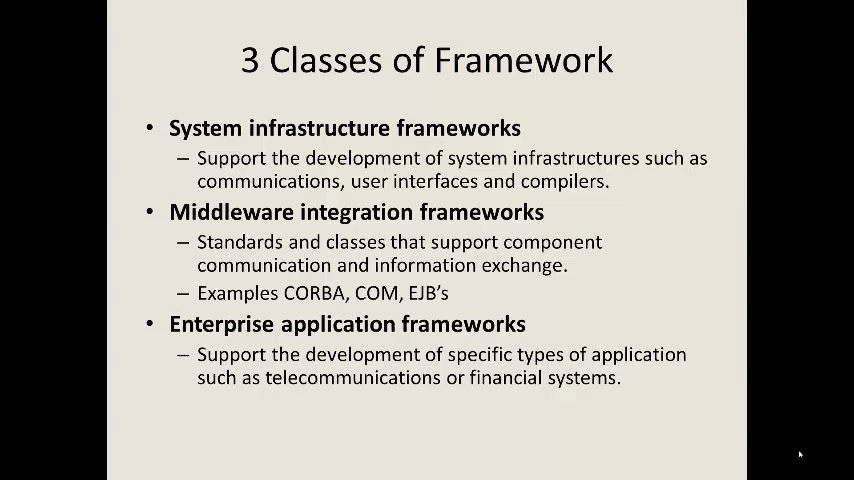 3 Classes of Framework
• System infrastructure frameworks
– Support the development of system infrastructures such as
communications, user interfaces and compilers.
• Middleware integration frameworks
– Standards and classes that support component
communication and information exchange.
– Examples CORBA, COM, EJB’s
• Enterprise application frameworks
– Support the development of specific types of application
such as telecommunications or financial systems.